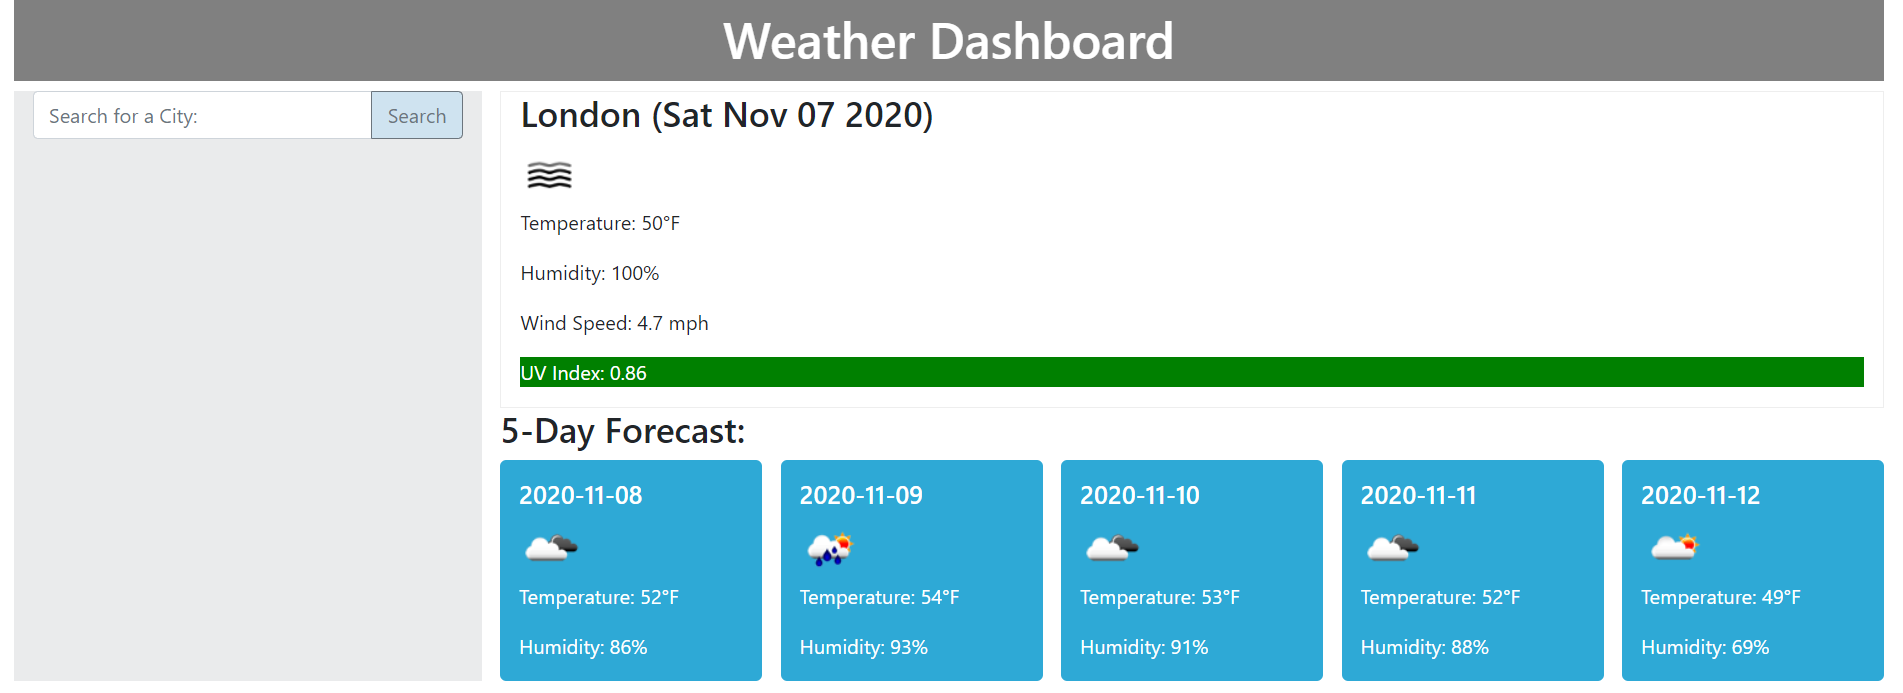 Weather Dashboard
Search for a City:
Search
London (Sat Nov 07 2020)
Temperature: 50°F
Humidity: 100%
Wind Speed: 4.7 mph
UV Index: 0.86
5-Day Forecast:
2020-11-08
Temperature: 52°F
Humidity: 86%
2020-11-09
Temperature: 54°F
Humidity: 93%
2020-11-10
Temperature: 53°F
Humidity: 91%
2020-11-11
Temperature: 52°F
Humidity: 88%
2020-11-12
Temperature: 49°F
Humidity: 69%